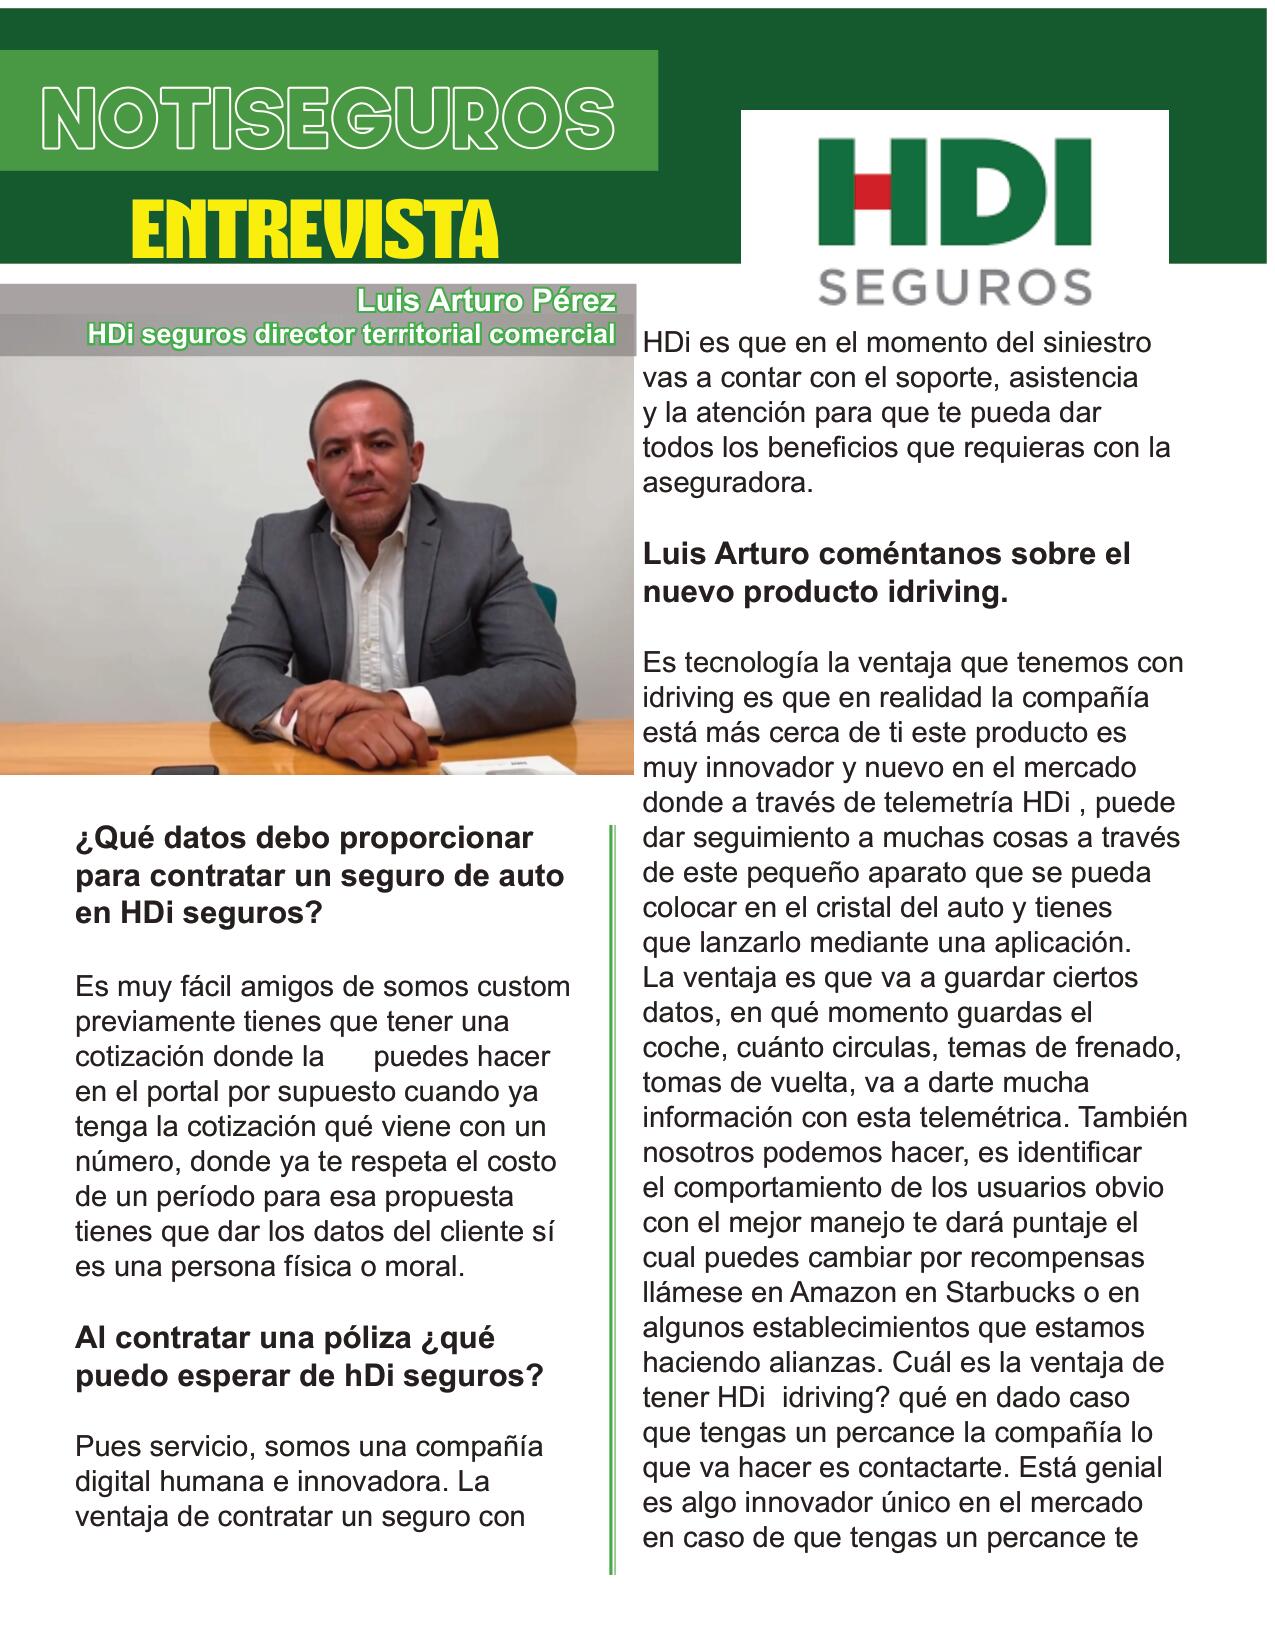 NOTISEGUROS
ENTREVISTA
HDI
SEGUROS
Luis Arturo Pérez
HDi seguros director territorial comercial
¿Qué datos debo proporcionar
para contratar un seguro de auto
en HDi seguros?
Es muy fácil amigos de somos custom
previamente tienes que tener una
cotización donde la puedes hacer
en el portal por supuesto cuando ya
tenga la cotización qué viene con un
número, donde ya te respeta el costo
de un período para esa propuesta
tienes que dar los datos del cliente sí
es una persona física o moral.
Al contratar una póliza ¿qué
puedo esperar de hDi seguros?
Pues servicio, somos una compañía
digital humana e innovadora. La
ventaja de contratar un seguro con
HDi es que en el momento del siniestro
vas a contar con el soporte, asistencia
y la atención para que te pueda dar
todos los beneficios que requieras con la
aseguradora.
Luis Arturo coméntanos sobre el
nuevo producto idriving.
Es tecnología la ventaja que tenemos con
idriving es que en realidad la compañía
está más cerca de ti este producto es
muy innovador y nuevo en el mercado
donde a través de telemetría HDi , puede
dar seguimiento a muchas cosas a través
de este pequeño aparato que se pueda
colocar en el cristal del auto y tienes
que lanzarlo mediante una aplicación.
La ventaja es que va a guardar ciertos
datos, en qué momento guardas el
coche, cuánto circulas, temas de frenado,
tomas de vuelta, va a darte mucha
información con esta telemétrica. También
nosotros podemos hacer, es identificar
el comportamiento de los usuarios obvio
con el mejor manejo te dará puntaje el
cual puedes cambiar por recompensas
llámese en Amazon en Starbucks o en
algunos establecimientos que estamos
haciendo alianzas. Cuál es la ventaja de
tener HDi idriving? qué en dado caso
que tengas un percance la compañía lo
que va hacer es contactarte. Está genial
es algo innovador único en el mercado
en caso de que tengas un percance te